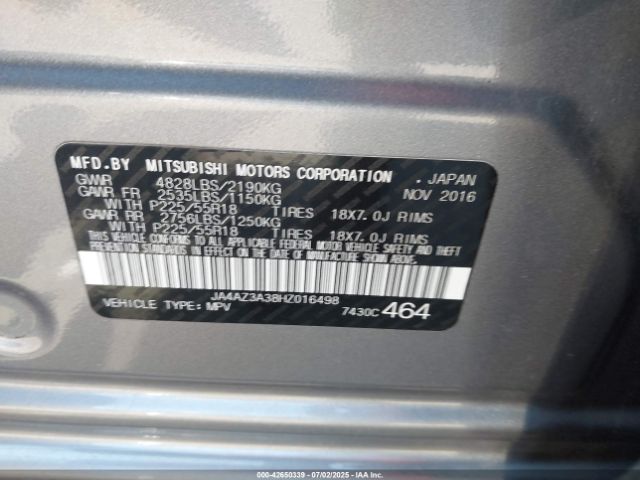 MFD.BY MITSUBISHI MOTORS CORPORATION . JAPAN
GWWR 4828LBS/2190KG NOV 2016
GAWR FR 2535LBS/1150KG
WITH P225/55R18 TIRES 18X7.0J RIMS
GAWR RR 2756LBS/1250KG
WITH P225/55R18 TIRES 18X7.0J RIMS
THIS VEHICLE CONFORMS TO ALL APPLICABLE FEDERAL MOTOR VEHICLE SAFETY AND THEFT
PREVENTION STANDARDS IN EFFECT ON THE DATE OF MANUFACTURE SHOWN ABOVE.
JA4AZ3A38HZ016498
VEHICLE TYPE: MPV 7430C 464
000-42650339 - 07/02/2025 - IAA Inc.